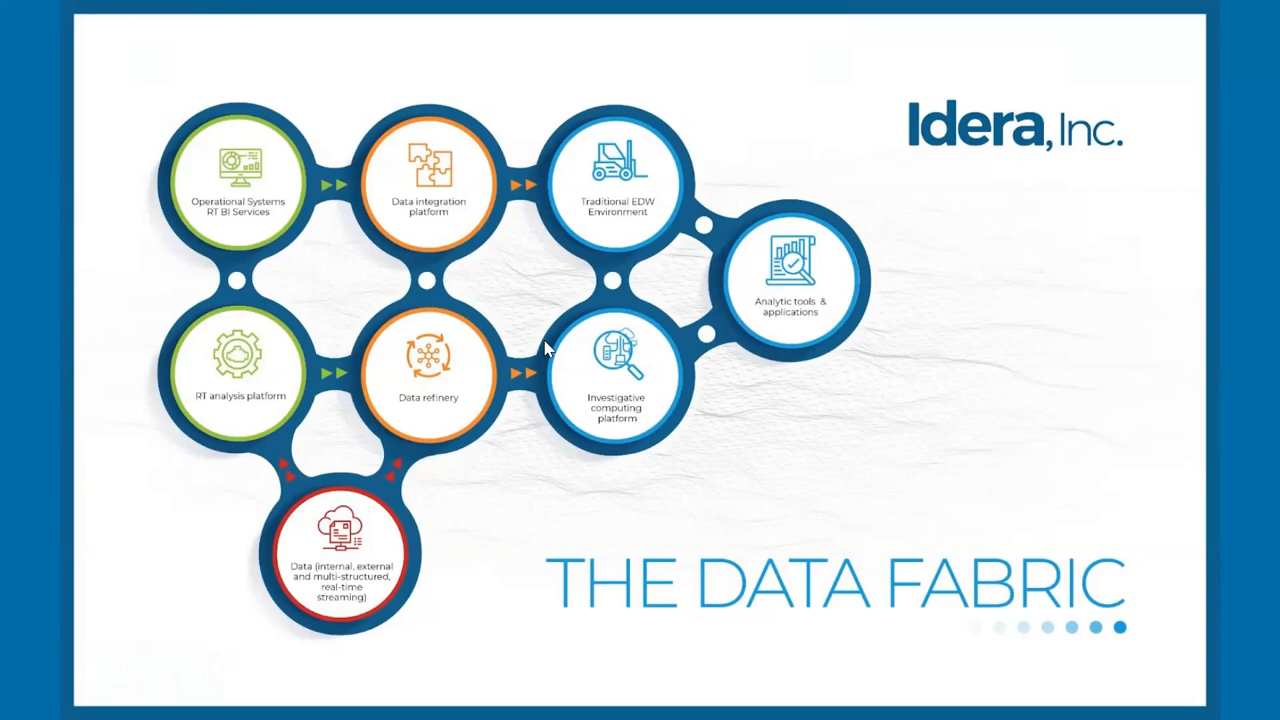 Idera, Inc.
Operational Systems
RT BI Services
Data integration
platform
Traditional EDW
Environment
Analytic tools &
applications
RT analysis platform
Data refinery
Investigative
computing
platform
Data (internal, external
and multi-structured,
real-time
streaming)
THE DATA FABRIC